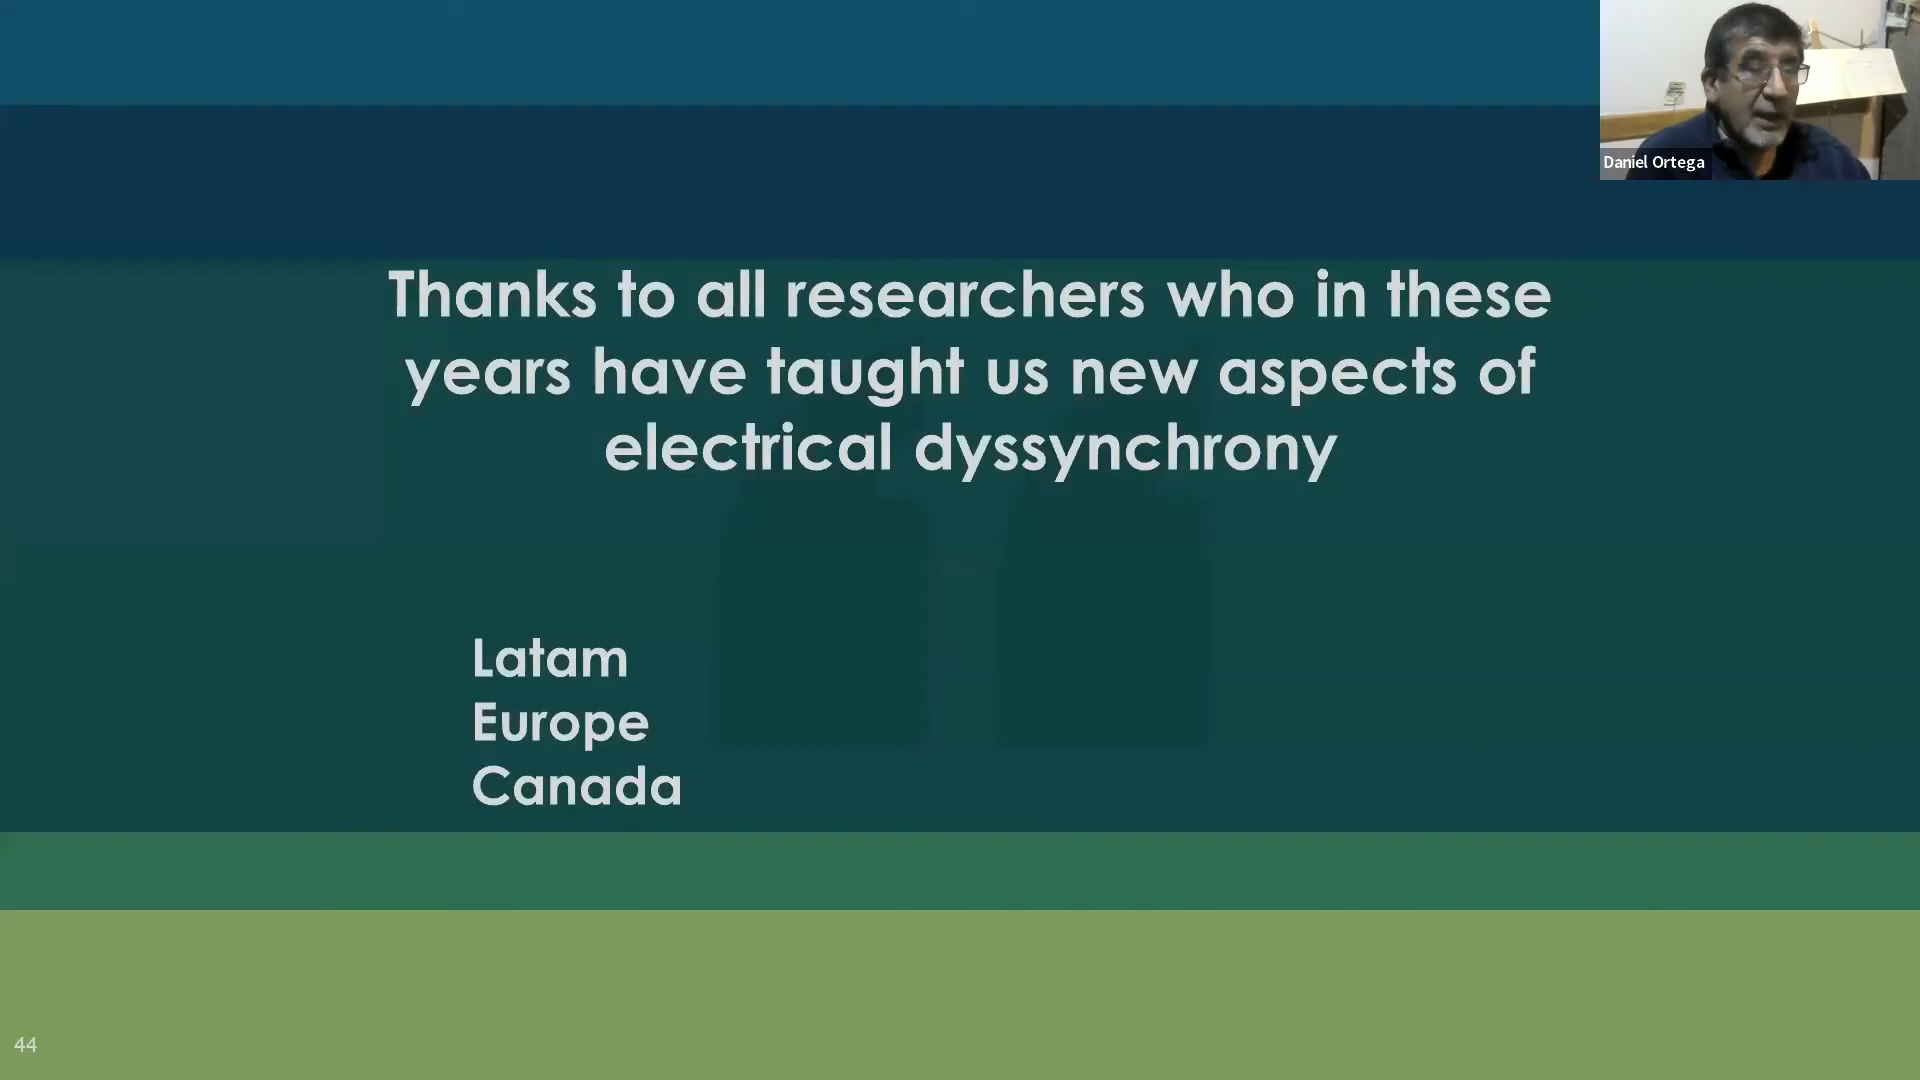 Daniel Ortega
Thanks to all researchers who in these
years have taught us new aspects of
electrical dyssynchrony
Latam
Europe
Canada
44